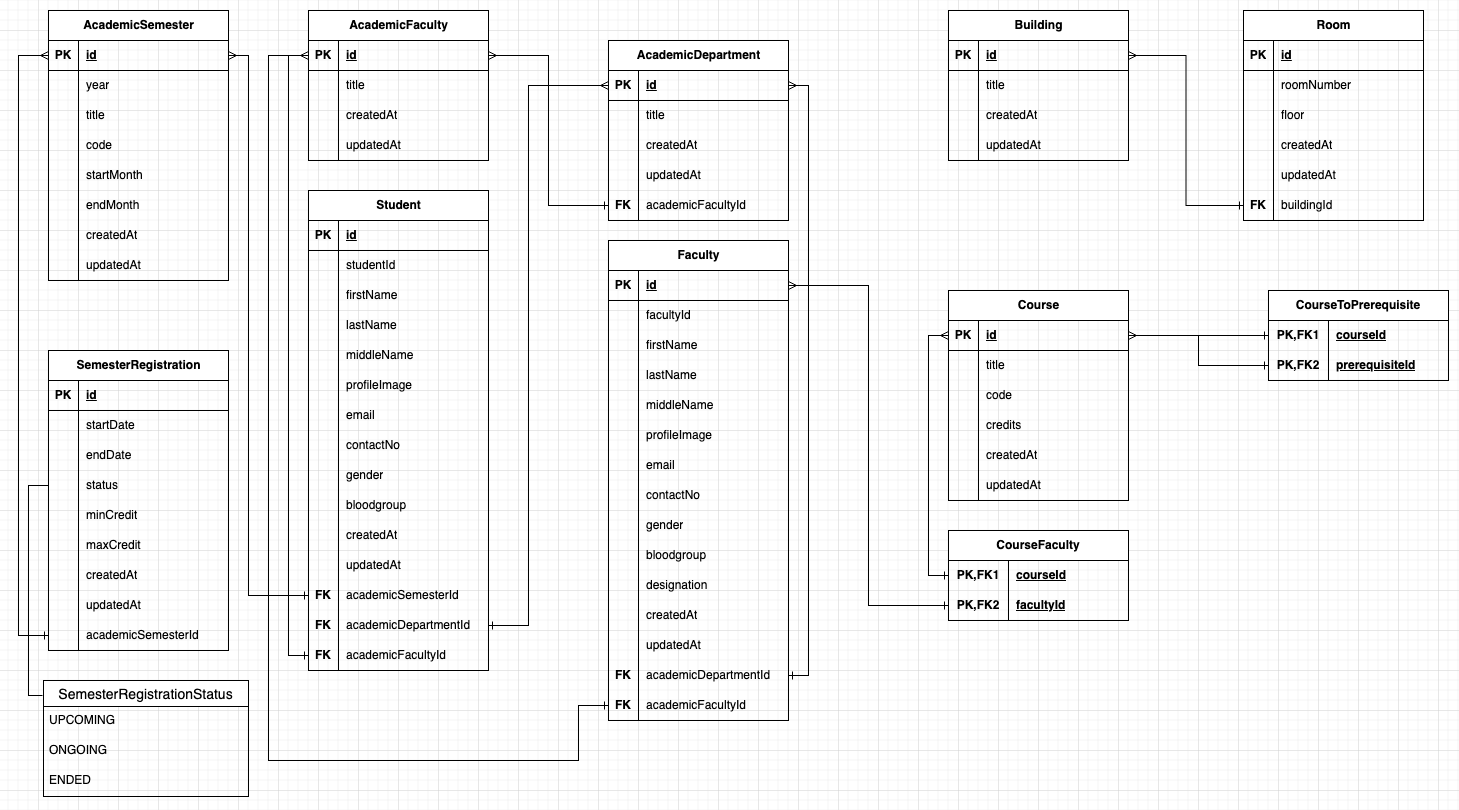 AcademicSemester
PK id
year
title
code
startMonth
endMonth
createdAt
updatedAt
SemesterRegistration
PK id
startDate
endDate
status
minCredit
maxCredit
createdAt
updatedAt
academicSemesterId
SemesterRegistrationStatus
UPCOMING
ONGOING
ENDED
AcademicFaculty
PK id
title
createdAt
updatedAt
Student
PK id
studentId
firstName
lastName
middleName
profileImage
email
contactNo
gender
bloodgroup
createdAt
updatedAt
FK academicSemesterId
FK academicDepartmentId
FK academicFacultyId
AcademicDepartment
PK id
title
createdAt
updatedAt
FK academicFacultyId
Faculty
PK id
facultyId
firstName
lastName
middleName
profileImage
email
contactNo
gender
bloodgroup
designation
createdAt
updatedAt
FK academicDepartmentId
FK academicFacultyId
Building
PK id
title
createdAt
updatedAt
Room
PK id
roomNumber
floor
createdAt
updatedAt
FK buildingId
Course
PK id
title
code
credits
createdAt
updatedAt
CourseToPrerequisite
PK,FK1 courseId
PK,FK2 prerequisiteId
CourseFaculty
PK,FK1 courseId
PK,FK2 facultyId